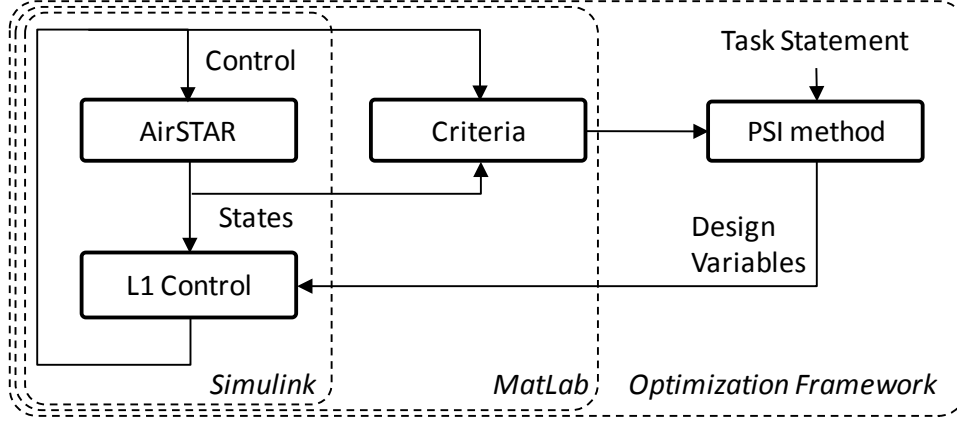 Task Statement
Control
AirSTAR
Criteria
PSI method
States
Design
Variables
L1 Control
Simulink
MatLab
Optimization Framework